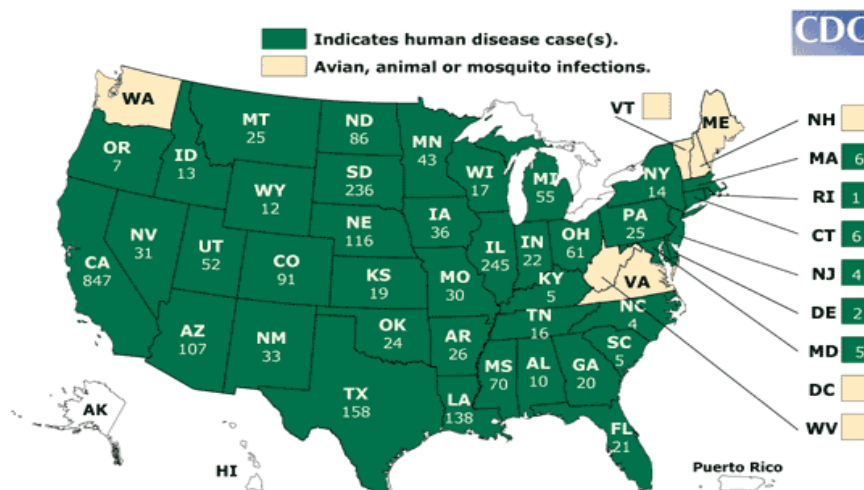 Indicates human disease case(s).
Avian, animal or mosquito infections.
CDC
WA
MT
25
ND
86
MN
43
VT
ME
NH
OR
7
ID
13
SD
236
WI
17
MI
55
NY
14
MA 6
WY
12
RI 1
NV
31
UT
52
CO
91
NE
116
IA
36
IL
245
IN
22
OH
61
PA
25
CT 6
CA
847
KS
19
MO
30
KY
5
VA
NJ 4
AZ
107
NM
33
OK
24
AR
26
TN
16
NC
4
DE 2
SC
5
MD 5
TX
158
LA
138
MS
70
AL
10
GA
20
DC
FL
21
WV
AK
HI
Puerto Rico